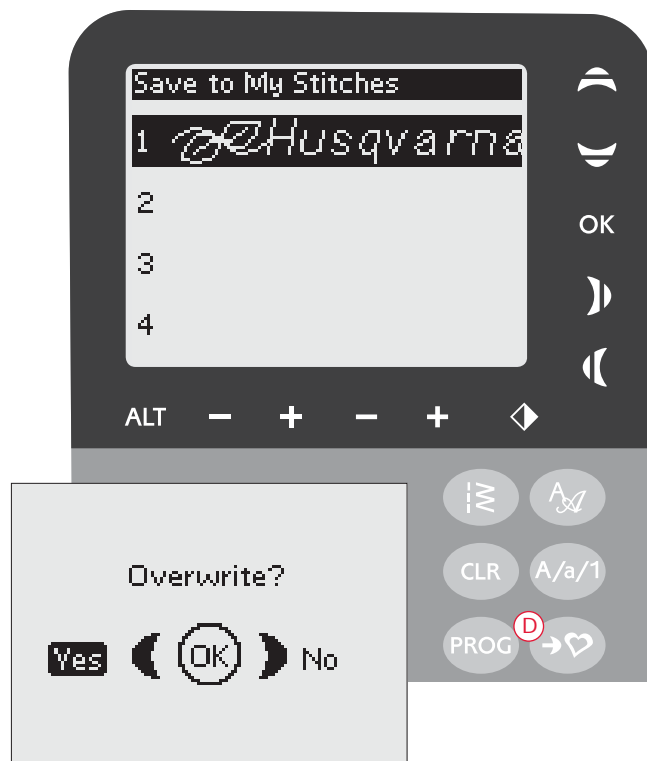 Save to My Stitches
1 Husqvarna
2
3
4
OK
ALT − + − +
A
CLR A/a/1
PROG D
Overwrite?
Yes OK No